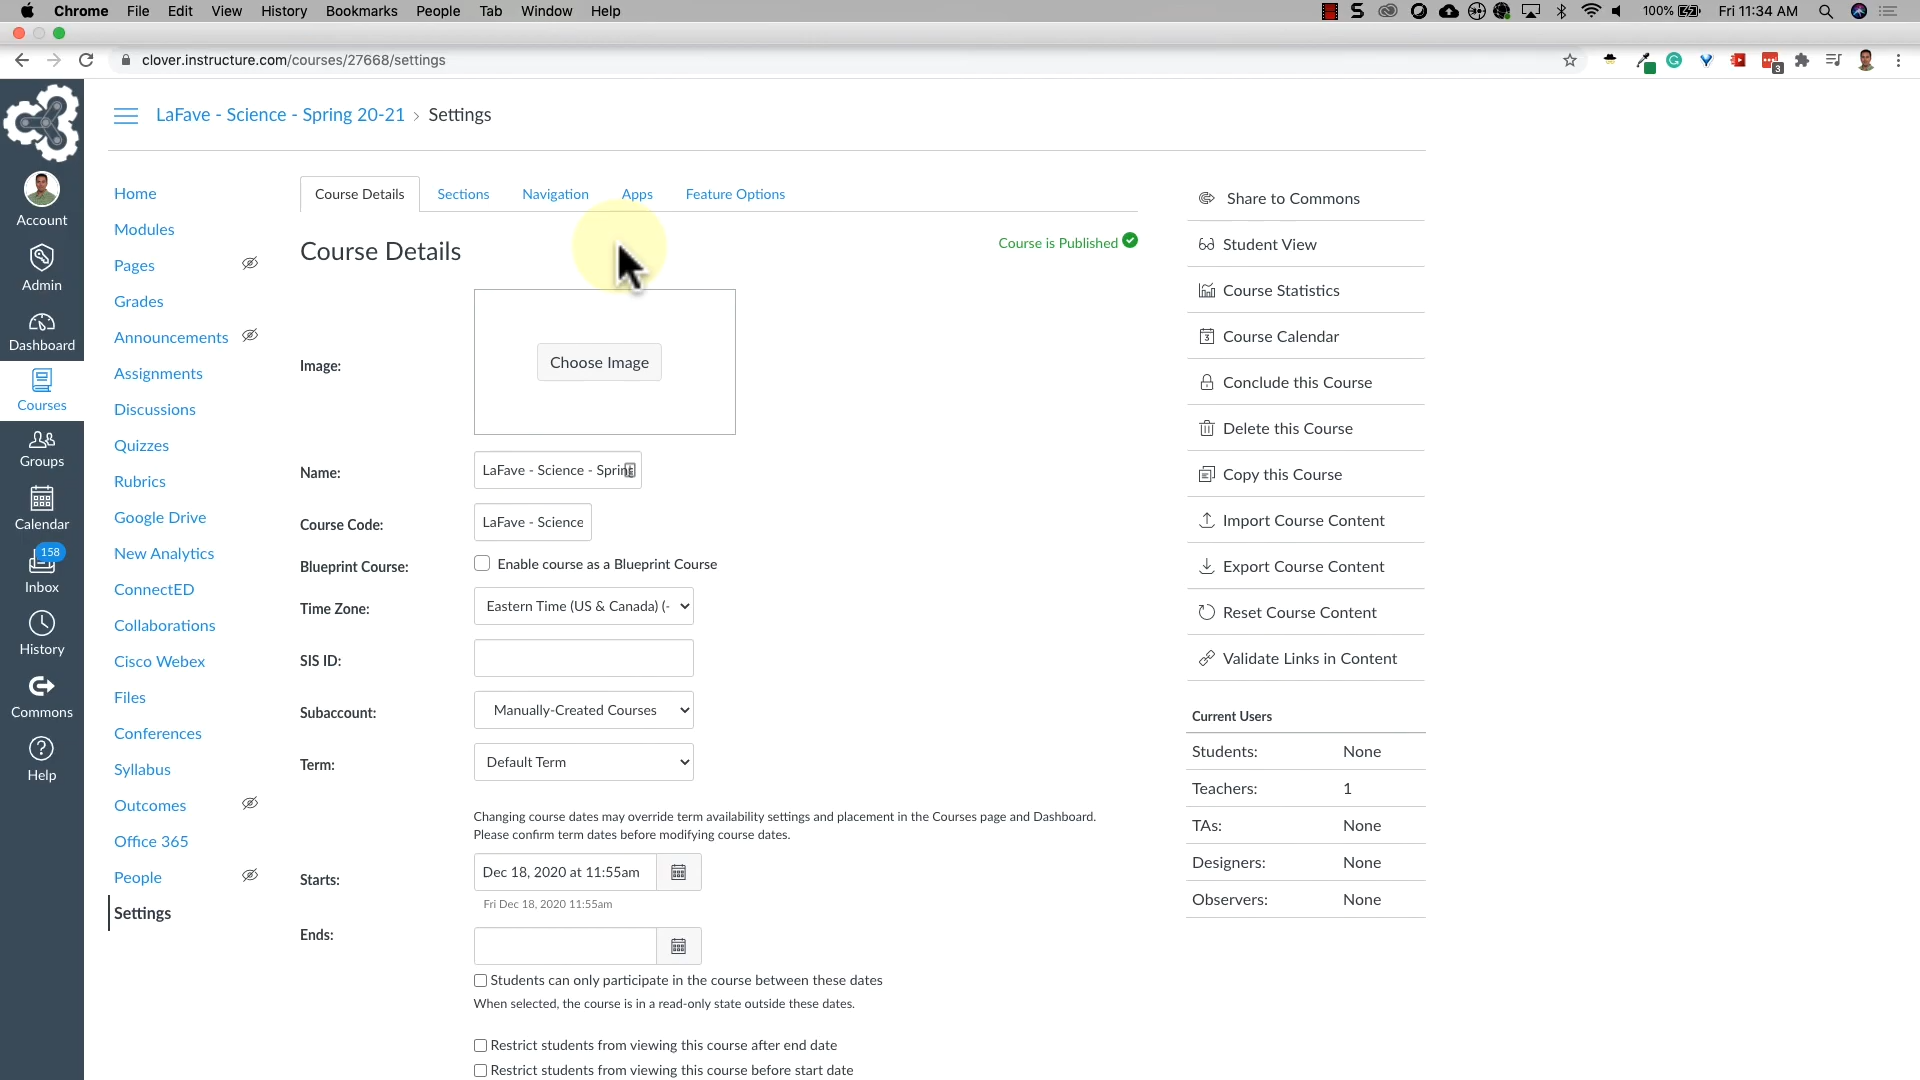 Chrome File Edit View History Bookmarks People Tab Window Help 100% Fri 11:34 AM
clover.instructure.com/courses/27668/settings 3
LaFave - Science - Spring 20-21 › Settings
Account
Admin
Dashboard
Courses
Groups
Calendar
158
Inbox
History
Commons
Help
Home
Modules
Pages
Grades
Announcements
Assignments
Discussions
Quizzes
Rubrics
Google Drive
New Analytics
ConnectED
Collaborations
Cisco Webex
Files
Conferences
Syllabus
Outcomes
Office 365
People
Settings
Course Details Sections Navigation Apps Feature Options
Course Details
Course is Published
Image:
Choose Image
Name: LaFave - Science - Spring
Course Code: LaFave - Science
Blueprint Course: Enable course as a Blueprint Course
Time Zone: Eastern Time (US & Canada) (-
SIS ID:
Subaccount: Manually-Created Courses
Term: Default Term
Changing course dates may override term availability settings and placement in the Courses page and Dashboard.
Please confirm term dates before modifying course dates.
Starts: Dec 18, 2020 at 11:55am
Fri Dec 18, 2020 11:55am
Ends:
Students can only participate in the course between these dates
When selected, the course is in a read-only state outside these dates.
Restrict students from viewing this course after end date
Restrict students from viewing this course before start date
Share to Commons
Student View
Course Statistics
Course Calendar
Conclude this Course
Delete this Course
Copy this Course
Import Course Content
Export Course Content
Reset Course Content
Validate Links in Content
Current Users
Students: None
Teachers: 1
TAs: None
Designers: None
Observers: None